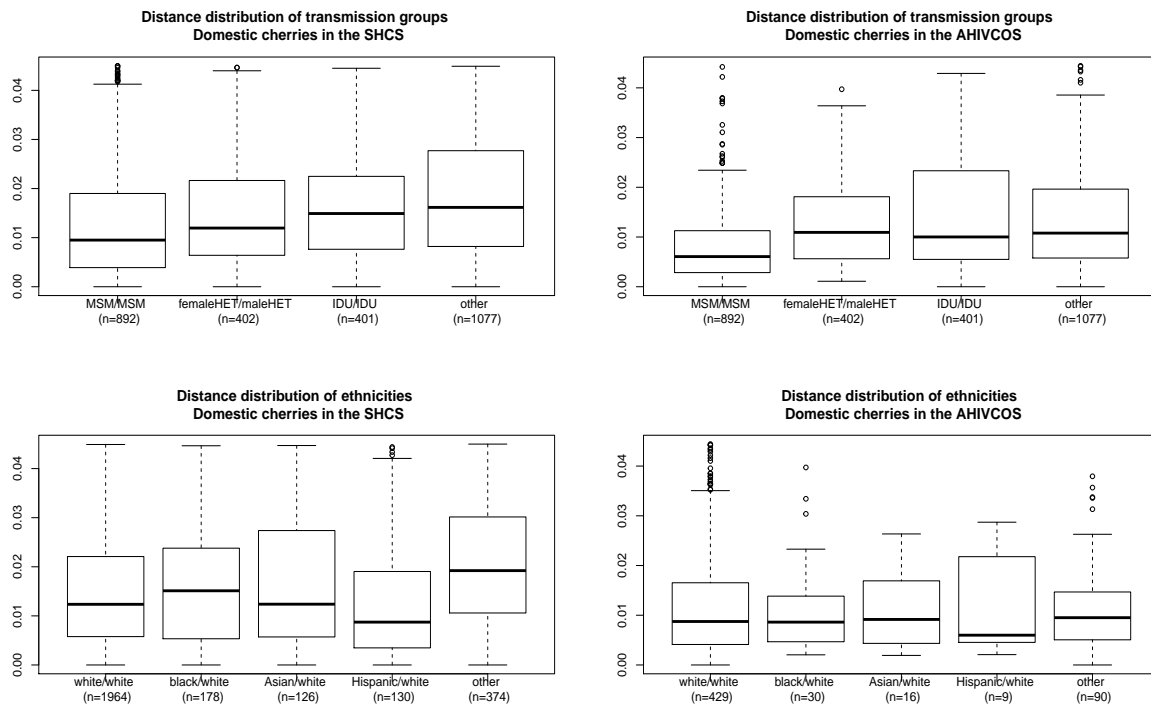 Distance distribution of transmission groups
Domestic cherries in the SHCS
0.00 0.01 0.02 0.03 0.04
MSM/MSM femaleHET/maleHET IDU/IDU other
(n=892) (n=402) (n=401) (n=1077)
Distance distribution of transmission groups
Domestic cherries in the AHIVCOS
0.00 0.01 0.02 0.03 0.04
MSM/MSM femaleHET/maleHET IDU/IDU other
(n=892) (n=402) (n=401) (n=1077)
Distance distribution of ethnicities
Domestic cherries in the SHCS
0.00 0.01 0.02 0.03 0.04
white/white black/white Asian/white Hispanic/white other
(n=1964) (n=178) (n=126) (n=130) (n=374)
Distance distribution of ethnicities
Domestic cherries in the AHIVCOS
0.00 0.01 0.02 0.03 0.04
white/white black/white Asian/white Hispanic/white other
(n=429) (n=30) (n=16) (n=9) (n=90)